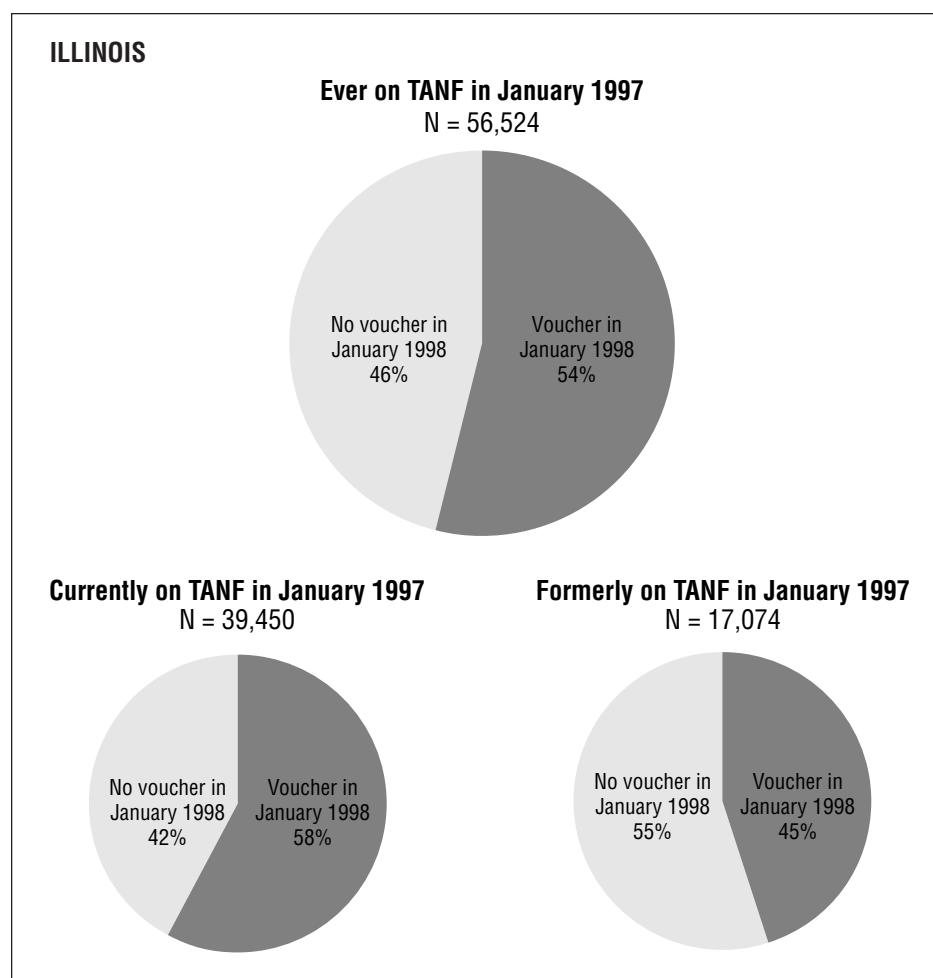 ILLINOIS
Ever on TANF in January 1997
N = 56,524
No voucher in
January 1998
46%
Voucher in
January 1998
54%
Currently on TANF in January 1997
N = 39,450
No voucher in
January 1998
42%
Voucher in
January 1998
58%
Formerly on TANF in January 1997
N = 17,074
No voucher in
January 1998
55%
Voucher in
January 1998
45%